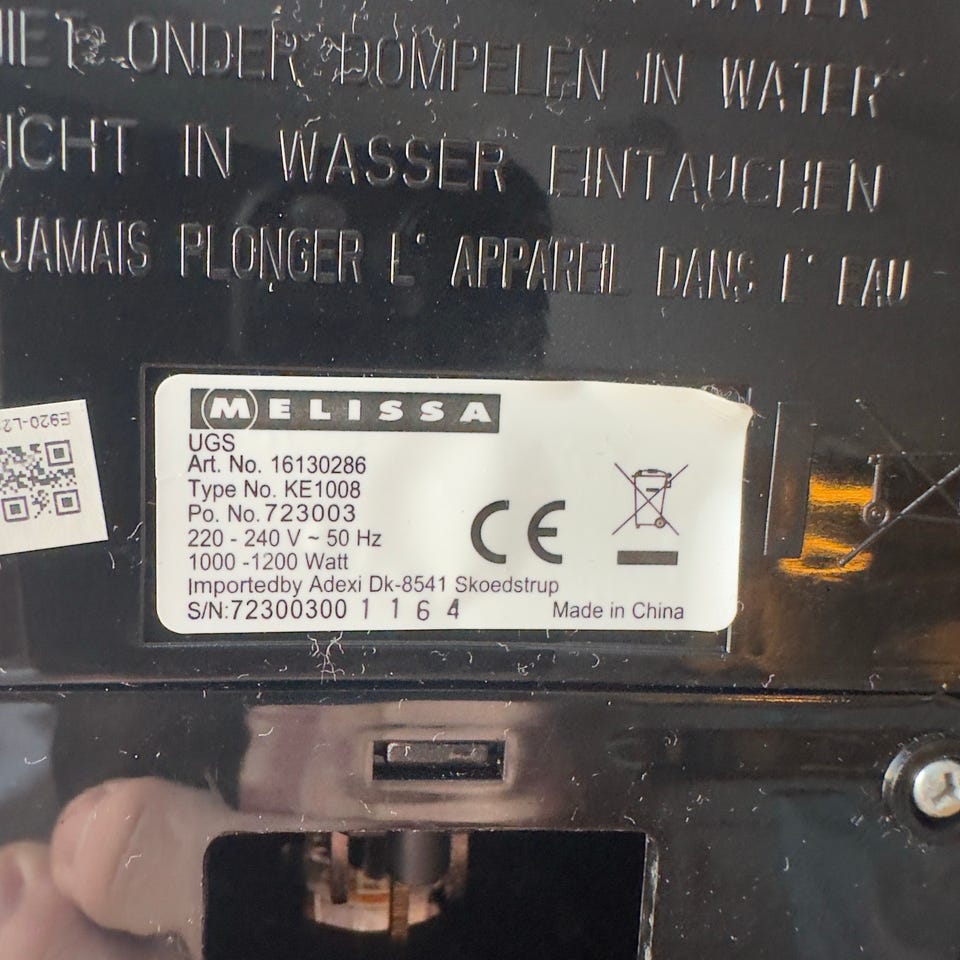 IN WATER
NIET ONDER DOMPELEN IN WATER
NICHT IN WASSER EINTAUCHEN
JAMAIS PLONGER L' APPAREIL DANS L' EAU
MELISSA
UGS
Art. No. 16130286
Type No. KE1008
Po. No. 723003
220 - 240 V ~ 50 Hz
1000 -1200 Watt
Importedby Adexi Dk-8541 Skoedstrup
S/N:72300300 1 1 6 4
Made in China
CE